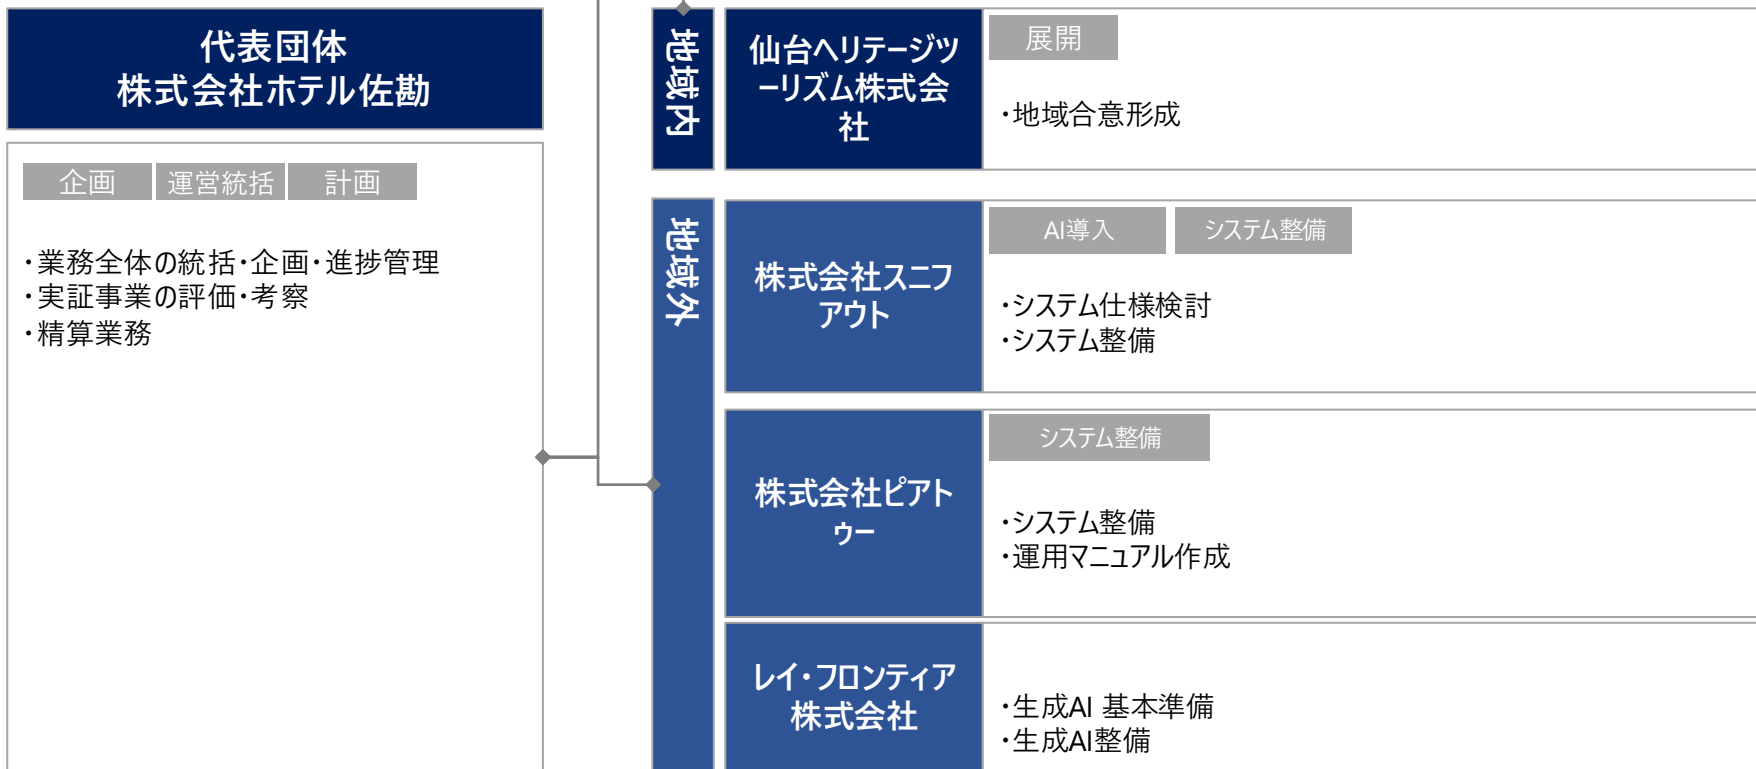 代表団体
株式会社ホテル佐勘
企画
運営統括
計画
・業務全体の統括・企画・進捗管理
・実証事業の評価・考察
・精算業務
地域内
仙台ヘリテージツ
ーリズム株式会
社
展開
・地域合意形成
地域外
株式会社スニフ
アウト
AI導入
システム整備
・システム仕様検討
・システム整備
株式会社ピアト
ゥー
システム整備
・システム整備
・運用マニュアル作成
レイ・フロンティア
株式会社
・生成AI 基本準備
・生成AI整備